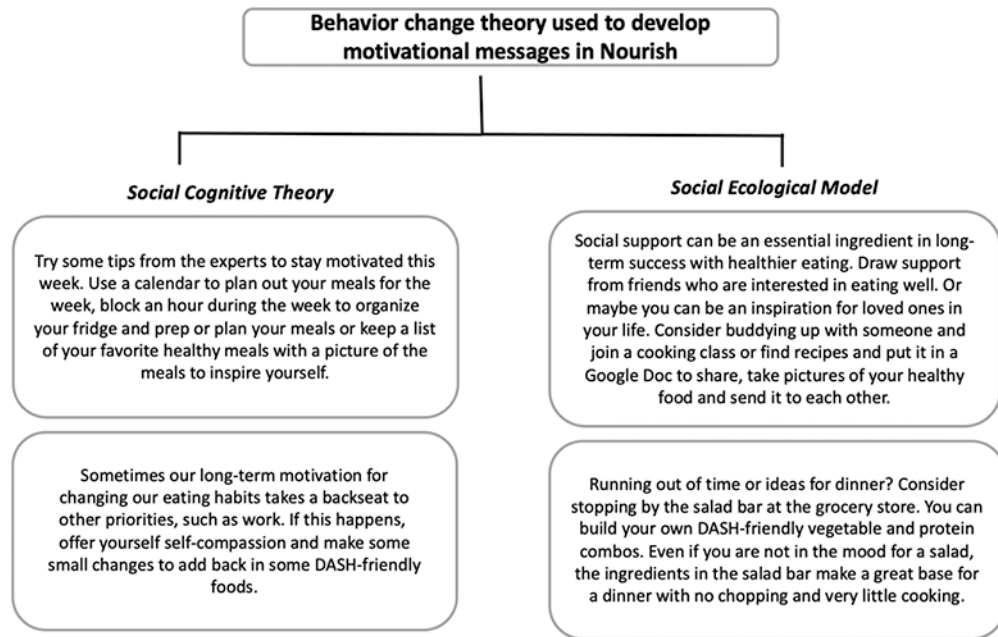 Behavior change theory used to develop
motivational messages in Nourish
Social Cognitive Theory
Try some tips from the experts to stay motivated this
week. Use a calendar to plan out your meals for the
week, block an hour during the week to organize
your fridge and prep or plan your meals or keep a list
of your favorite healthy meals with a picture of the
meals to inspire yourself.
Sometimes our long-term motivation for
changing our eating habits takes a backseat to
other priorities, such as work. If this happens,
offer yourself self-compassion and make some
small changes to add back in some DASH-friendly
foods.
Social Ecological Model
Social support can be an essential ingredient in long-
term success with healthier eating. Draw support
from friends who are interested in eating well. Or
maybe you can be an inspiration for loved ones in
your life. Consider buddying up with someone and
join a cooking class or find recipes and put it in a
Google Doc to share, take pictures of your healthy
food and send it to each other.
Running out of time or ideas for dinner? Consider
stopping by the salad bar at the grocery store. You can
build your own DASH-friendly vegetable and protein
combos. Even if you are not in the mood for a salad,
the ingredients in the salad bar make a great base for
a dinner with no chopping and very little cooking.